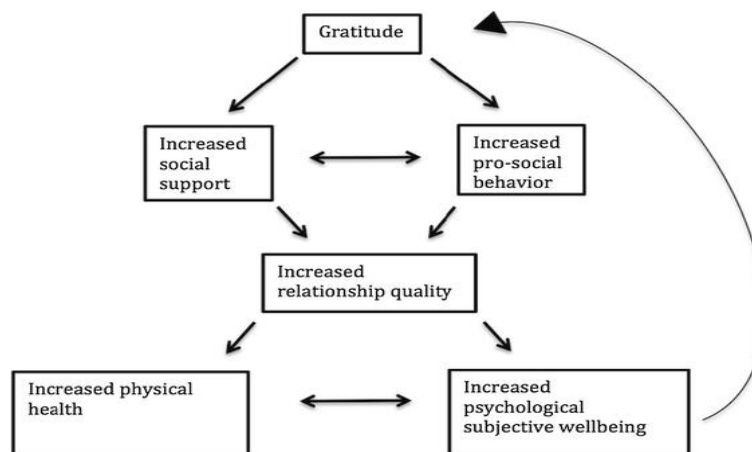 Gratitude
Increased
social
support
Increased
pro-social
behavior
Increased
relationship quality
Increased physical
health
Increased
psychological
subjective wellbeing